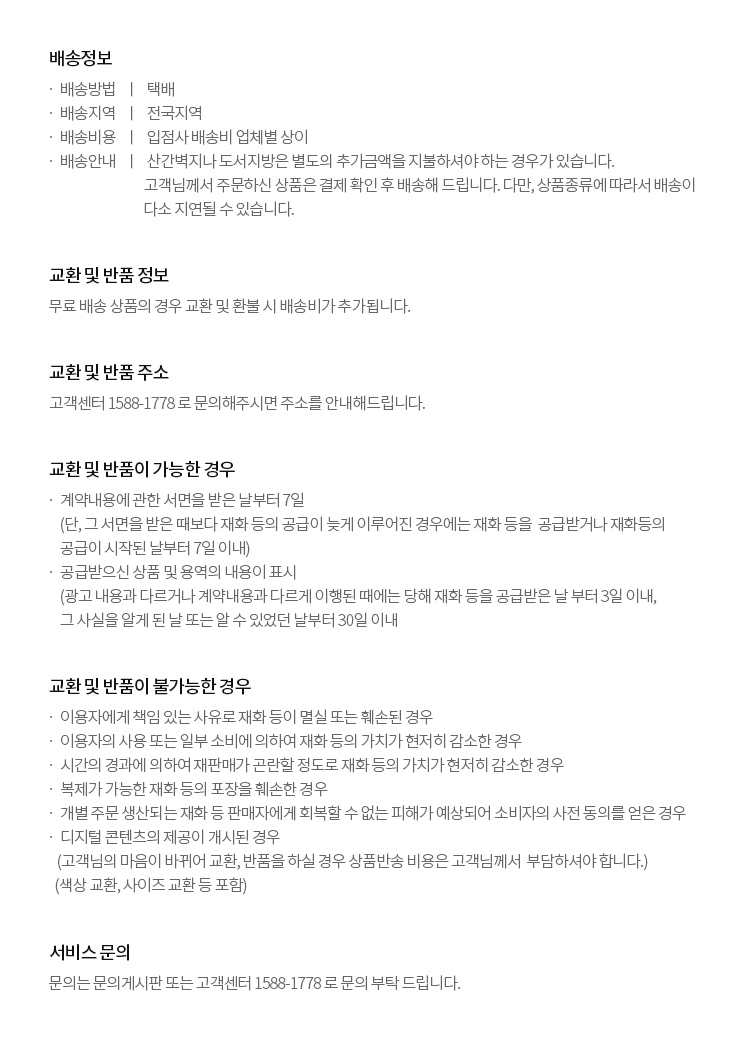 배송정보
· 배송방법 | 택배
· 배송지역 | 전국지역
· 배송비용 | 입점사 배송비 업체별 상이
· 배송안내 | 산간벽지나 도서지방은 별도의 추가금액을 지불하셔야 하는 경우가 있습니다.
고객님께서 주문하신 상품은 결제 확인 후 배송해 드립니다. 다만, 상품종류에 따라서 배송이
다소 지연될 수 있습니다.
교환 및 반품 정보
무료 배송 상품의 경우 교환 및 환불 시 배송비가 추가됩니다.
교환 및 반품 주소
고객센터 1588-1778 로 문의해주시면 주소를 안내해드립니다.
교환 및 반품이 가능한 경우
· 계약내용에 관한 서면을 받은 날부터 7일
(단, 그 서면을 받은 때보다 재화 등의 공급이 늦게 이루어진 경우에는 재화 등을 공급받거나 재화등의
공급이 시작된 날부터 7일 이내)
· 공급받으신 상품 및 용역의 내용이 표시
(광고 내용과 다르거나 계약내용과 다르게 이행된 때에는 당해 재화 등을 공급받은 날 부터 3일 이내,
그 사실을 알게 된 날 또는 알 수 있었던 날부터 30일 이내
교환 및 반품이 불가능한 경우
· 이용자에게 책임 있는 사유로 재화 등이 멸실 또는 훼손된 경우
· 이용자의 사용 또는 일부 소비에 의하여 재화 등의 가치가 현저히 감소한 경우
· 시간의 경과에 의하여 재판매가 곤란할 정도로 재화 등의 가치가 현저히 감소한 경우
· 복제가 가능한 재화 등의 포장을 훼손한 경우
· 개별 주문 생산되는 재화 등 판매자에게 회복할 수 없는 피해가 예상되어 소비자의 사전 동의를 얻은 경우
· 디지털 콘텐츠의 제공이 개시된 경우
(고객님의 마음이 바뀌어 교환, 반품을 하실 경우 상품반송 비용은 고객님께서 부담하셔야 합니다.)
(색상 교환, 사이즈 교환 등 포함)
서비스 문의
문의는 문의게시판 또는 고객센터 1588-1778 로 문의 부탁 드립니다.